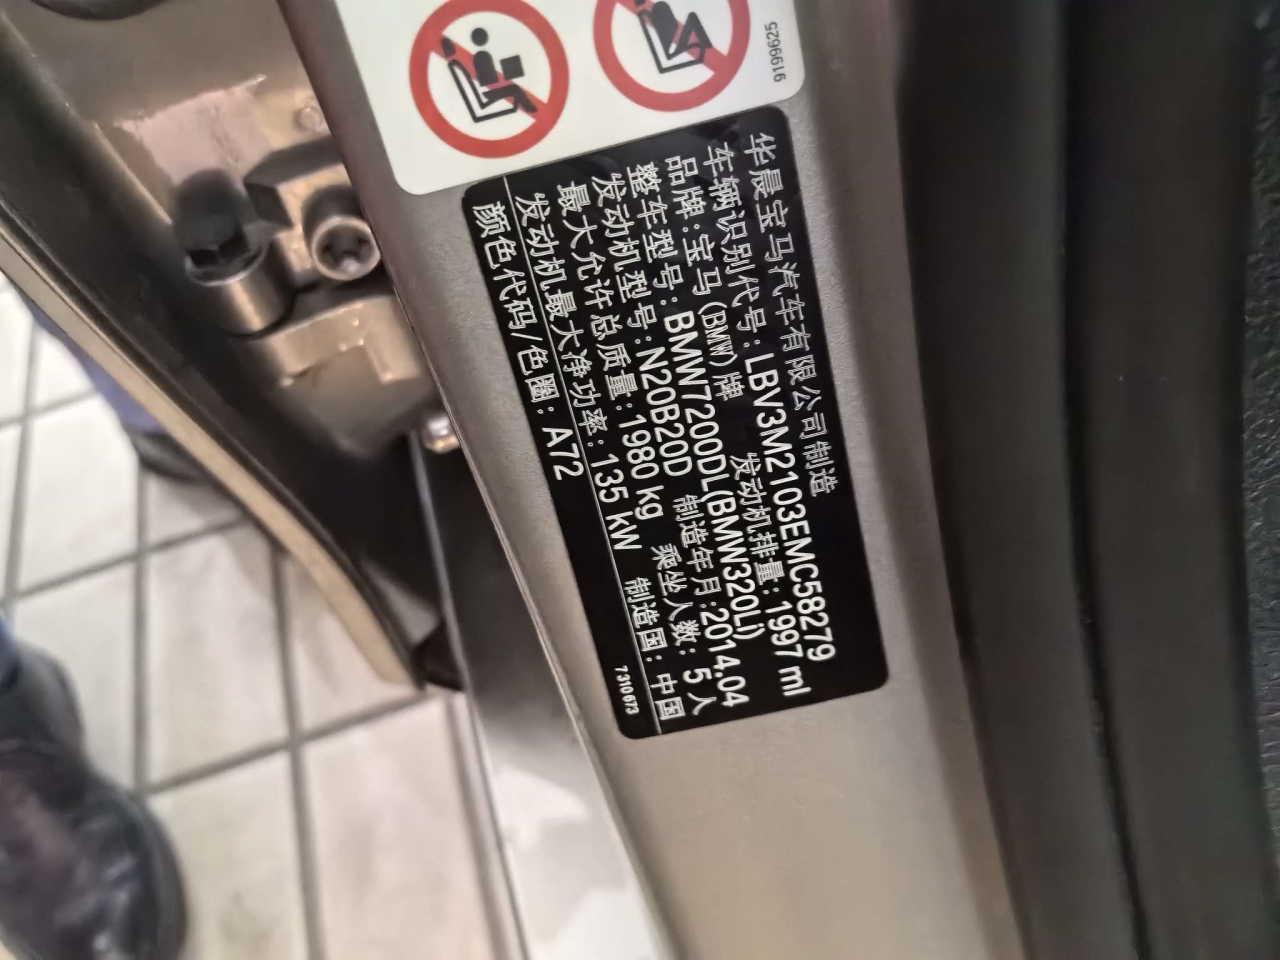 9199625
华晨宝马汽车有限公司制造
车辆识别代号:LBV3M2103EMC58279
品牌:宝马(BMW)牌 发动机排量:1997 ml
整车型号:BMW7200DL(BMW320Li)
发动机型号:N20B20D 制造年月:2014.04
最大允许总质量:1980 kg 乘坐人数:5人
发动机最大净功率:135 kW 制造国:中国
颜色代码/色圈:A72
7310673